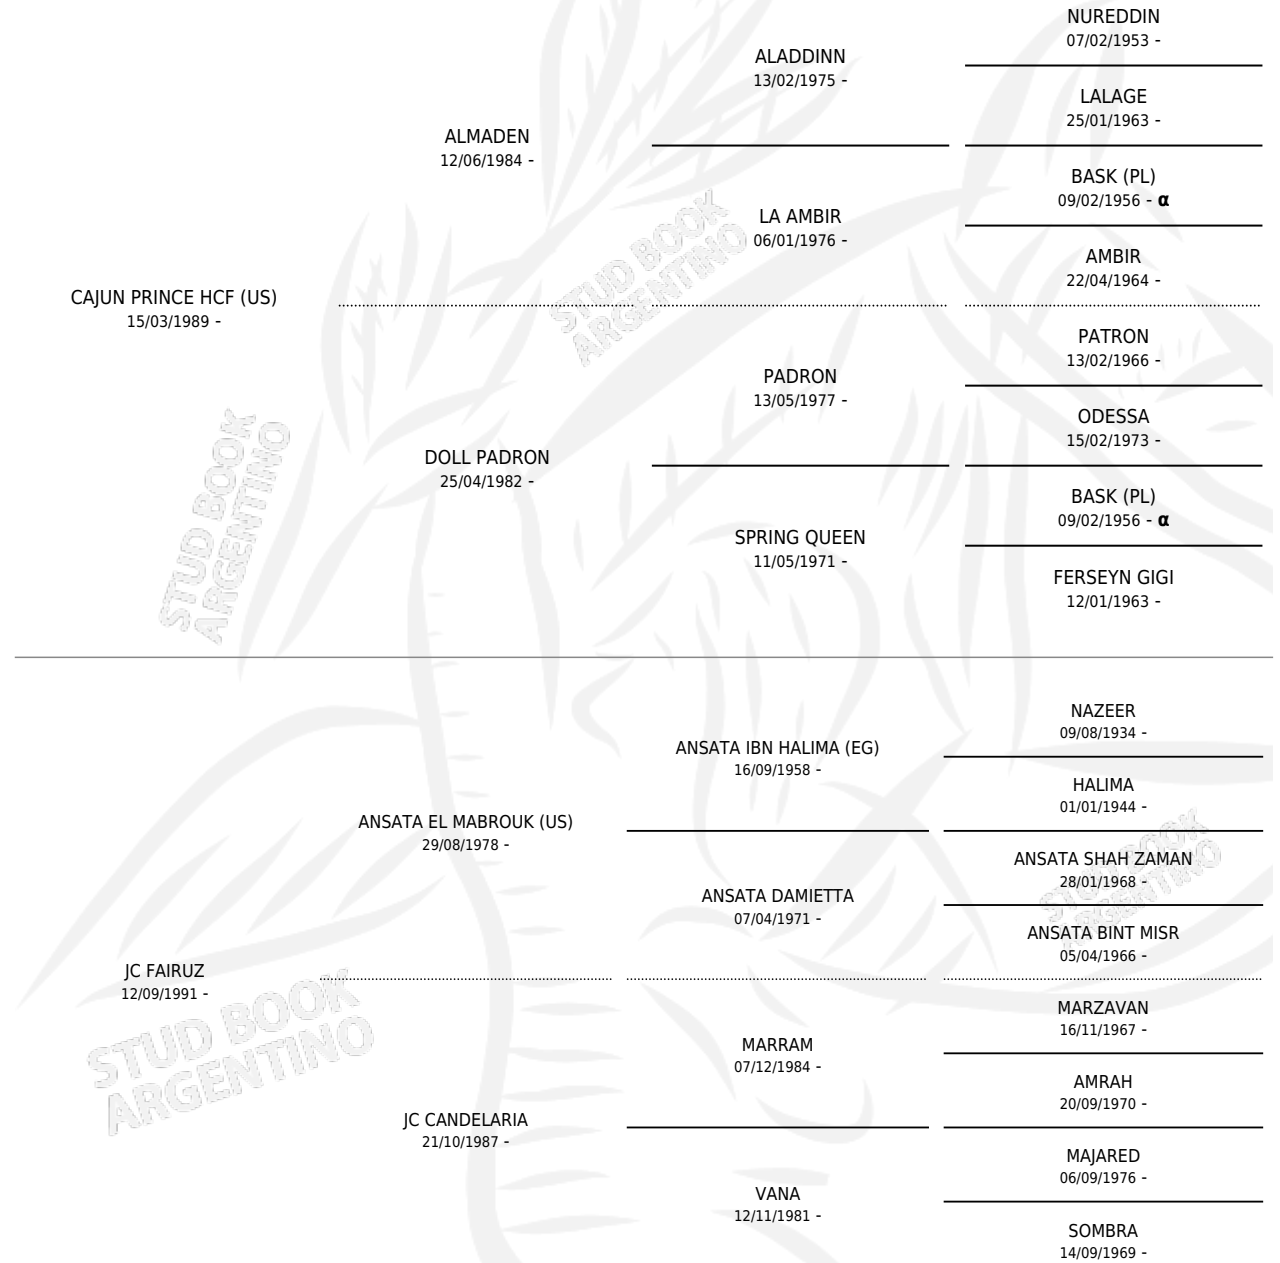 NUREDDIN
07/02/1953 -
ALADDINN
13/02/1975 -
LALAGE
25/01/1963 -
ALMADEN
12/06/1984 -
BASK (PL)
09/02/1956 - α
LA AMBIR
06/01/1976 -
AMBIR
22/04/1964 -
CAJUN PRINCE HCF (US)
15/03/1989 -
PATRON
13/02/1966 -
PADRON
13/05/1977 -
ODESSA
15/02/1973 -
DOLL PADRON
25/04/1982 -
BASK (PL)
09/02/1956 - α
SPRING QUEEN
11/05/1971 -
FERSEYN GIGI
12/01/1963 -
NAZEER
09/08/1934 -
ANSATA IBN HALIMA (EG)
16/09/1958 -
HALIMA
01/01/1944 -
ANSATA EL MABROUK (US)
29/08/1978 -
ANSATA SHAH ZAMAN
28/01/1968 -
ANSATA DAMIETTA
07/04/1971 -
ANSATA BINT MISR
05/04/1966 -
JC FAIRUZ
12/09/1991 -
MARZAVAN
16/11/1967 -
MARRAM
07/12/1984 -
AMRAH
20/09/1970 -
JC CANDELARIA
21/10/1987 -
MAJARED
06/09/1976 -
VANA
12/11/1981 -
SOMBRA
14/09/1969 -
STUD BOOK
ARGENTINO
STUD BOOK
ARGENTINO
STUD BOOK
ARGENTINO
STUD BOOK
ARGENTINO